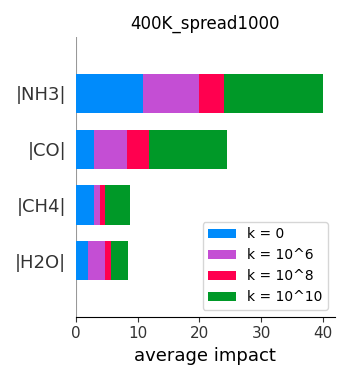 400K_spread1000
|NH3|
|CO|
|CH4|
|H2O|
k = 0
k = 10^6
k = 10^8
k = 10^10
0 10 20 30 40
average impact